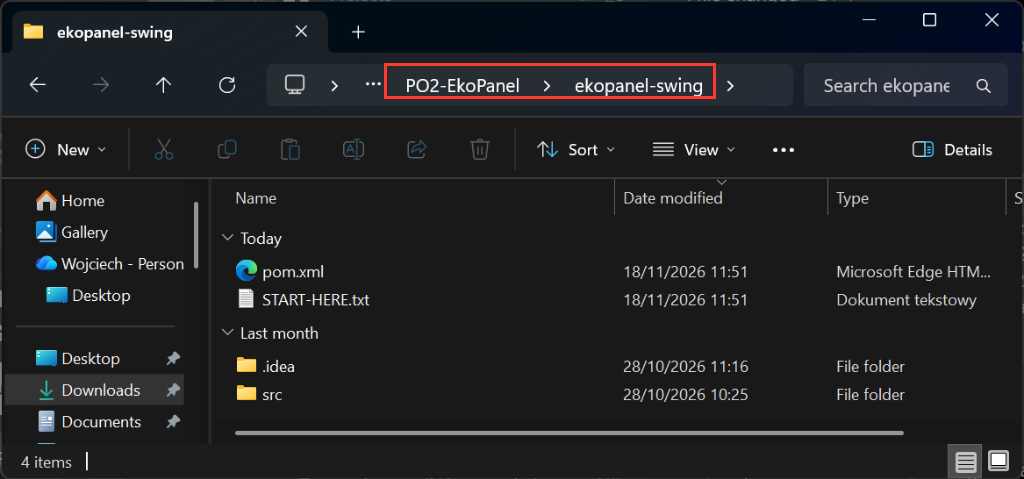 ekopanel-swing
PO2-EkoPanel ekopanel-swing Search ekopane
New Sort View Details
Home
Gallery
Wojciech - Person
Desktop
Desktop
Downloads
Documents
Name Date modified Type S
Today
pom.xml 18/11/2026 11:51 Microsoft Edge HTM...
START-HERE.txt 18/11/2026 11:51 Dokument tekstowy
Last month
.idea 28/10/2026 11:16 File folder
src 28/10/2026 10:25 File folder
4 items